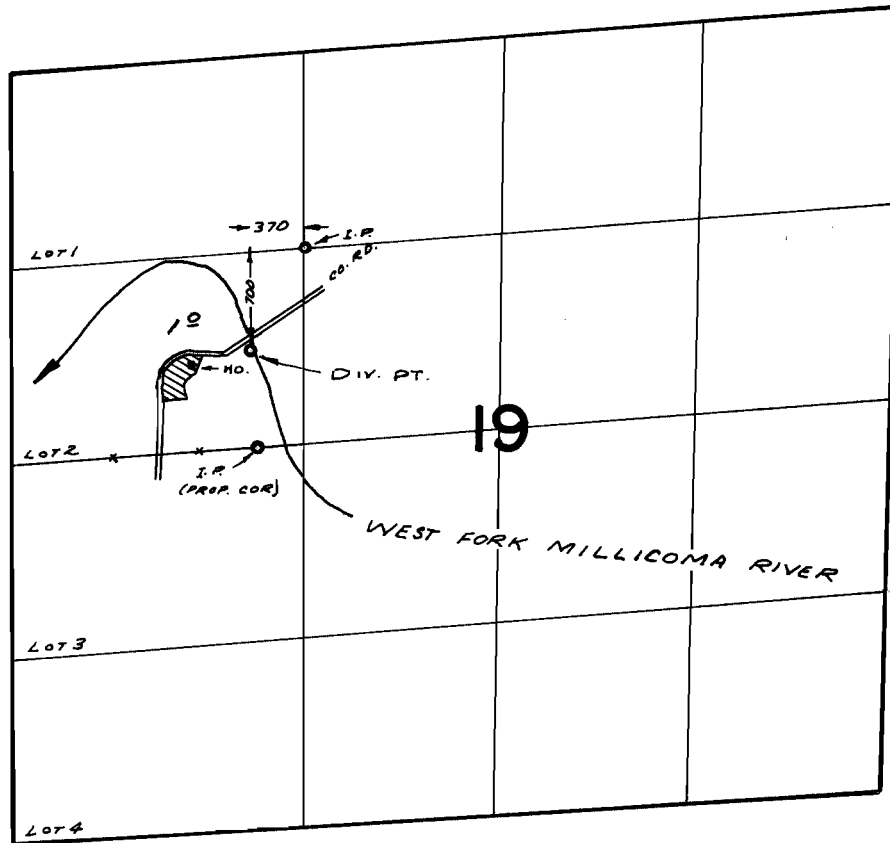 370
I.P.
LOT 1
CO. RD.
700
1 º
HO.
DIV. PT.
19
LOT 2
I.P.
(PROP. COR)
WEST FORK MILLICOMA RIVER
LOT 3
LOT 4